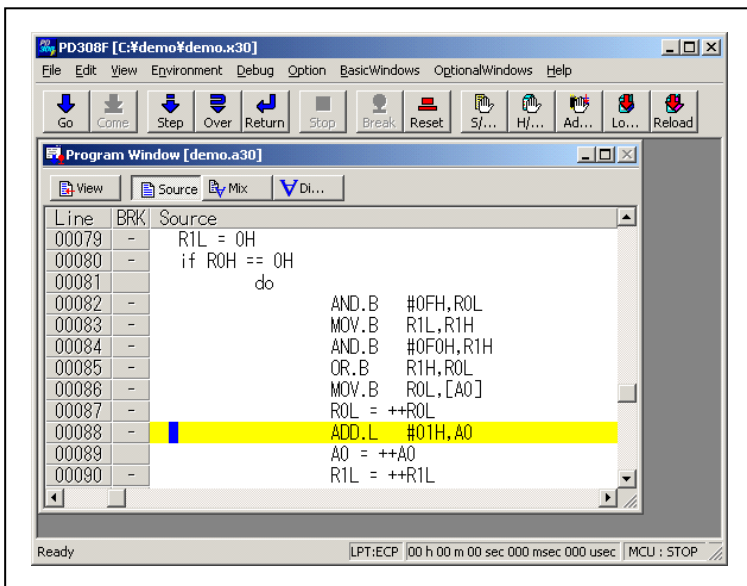 PD308F [C:¥demo¥demo.x30]
File Edit View Environment Debug Option BasicWindows OptionalWindows Help
Go Come Step Over Return Stop Break Reset S/... H/... Ad... Lo... Reload
Program Window [demo.a30]
View Source Mix Di...
Line BRK Source
00079 - R1L = 0H
00080 - if R0H == 0H
00081 do
00082 - AND.B #0FH,R0L
00083 - MOV.B R1L,R1H
00084 - AND.B #0F0H,R1H
00085 - OR.B R1H,R0L
00086 - MOV.B R0L,[A0]
00087 - R0L = ++R0L
00088 - ADD.L #01H,A0
00089 A0 = ++A0
00090 - R1L = ++R1L
Ready LPT:ECP 00 h 00 m 00 sec 000 msec 000 usec MCU : STOP